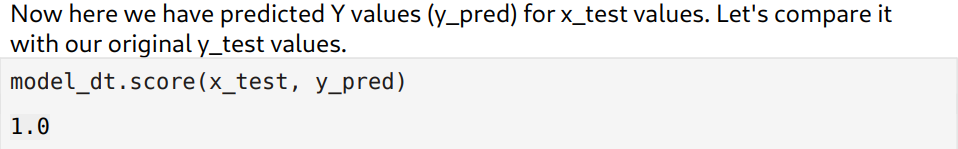 Now here we have predicted Y values (y_pred) for x_test values. Let's compare it
with our original y_test values.
model_dt.score(x_test, y_pred)
1.0